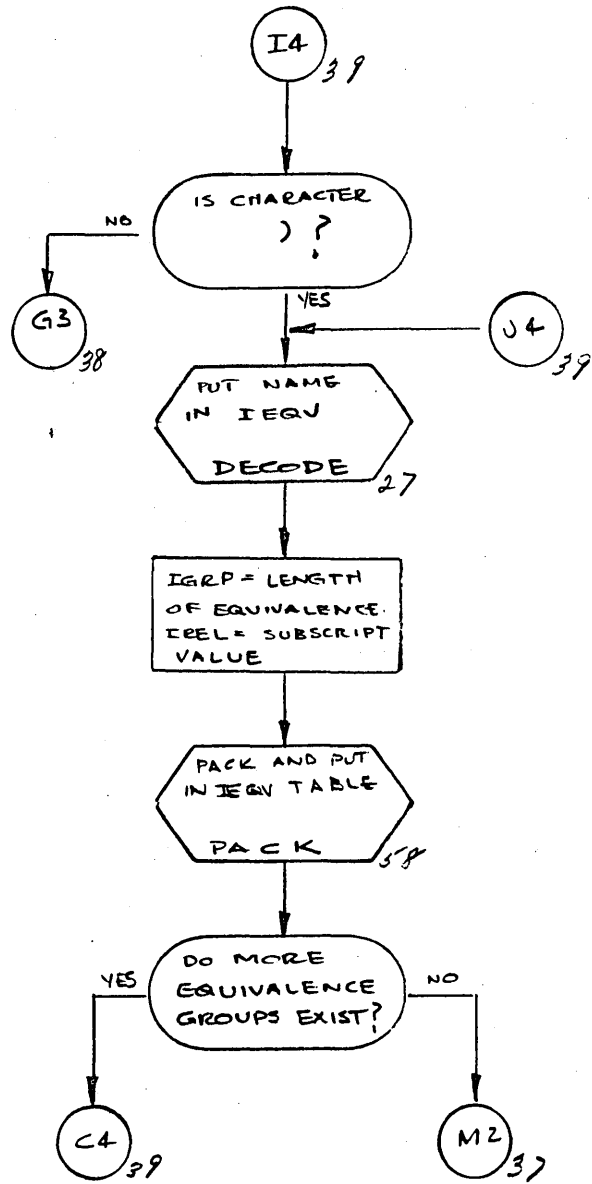 I4
39
IS CHARACTER
) ?
NO
YES
G3
38
J4
39
PUT NAME
IN IEQV
DECODE
27
IGRP = LENGTH
OF EQUIVALENCE.
IREL = SUBSCRIPT
VALUE
PACK AND PUT
IN IEQV TABLE
PACK
58
DO MORE
EQUIVALENCE
GROUPS EXIST?
YES
NO
C4
39
M2
37